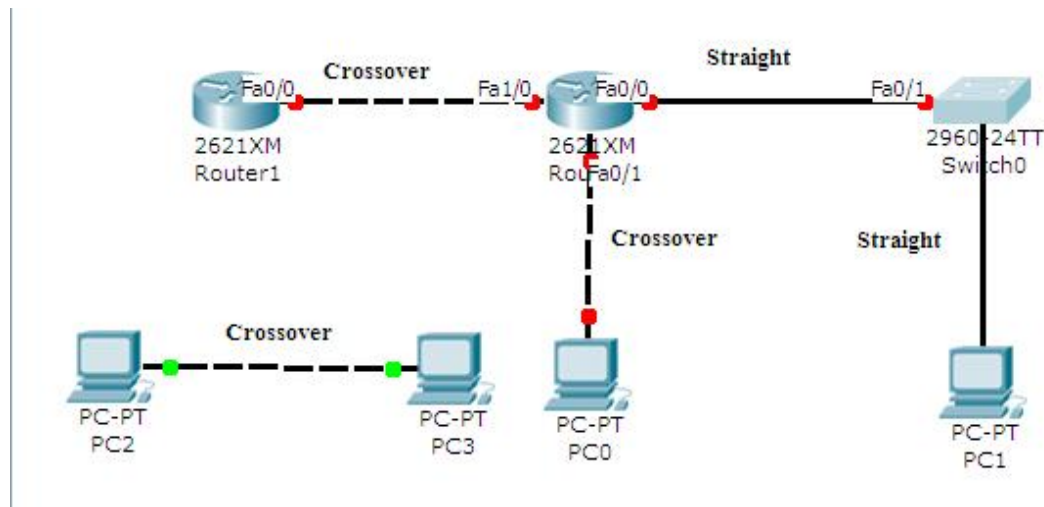 Crossover
Straight
Fa0/0
Fa1/0
Fa0/0
Fa0/1
2621XM
Router1
2621XM
Fa0/1
2960-24TT
Switch0
Crossover
Straight
Crossover
PC-PT
PC2
PC-PT
PC3
PC-PT
PC0
PC-PT
PC1